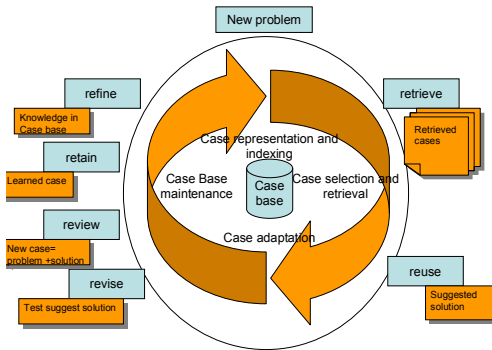 New problem
refine
Knowledge in
Case base
retain
Learned case
review
New case=
problem +solution
revise
Test suggest solution
Case representation and
indexing
Case Base
maintenance
Case
base
Case selection and
retrieval
Case adaptation
retrieve
Retrieved
cases
reuse
Suggested
solution